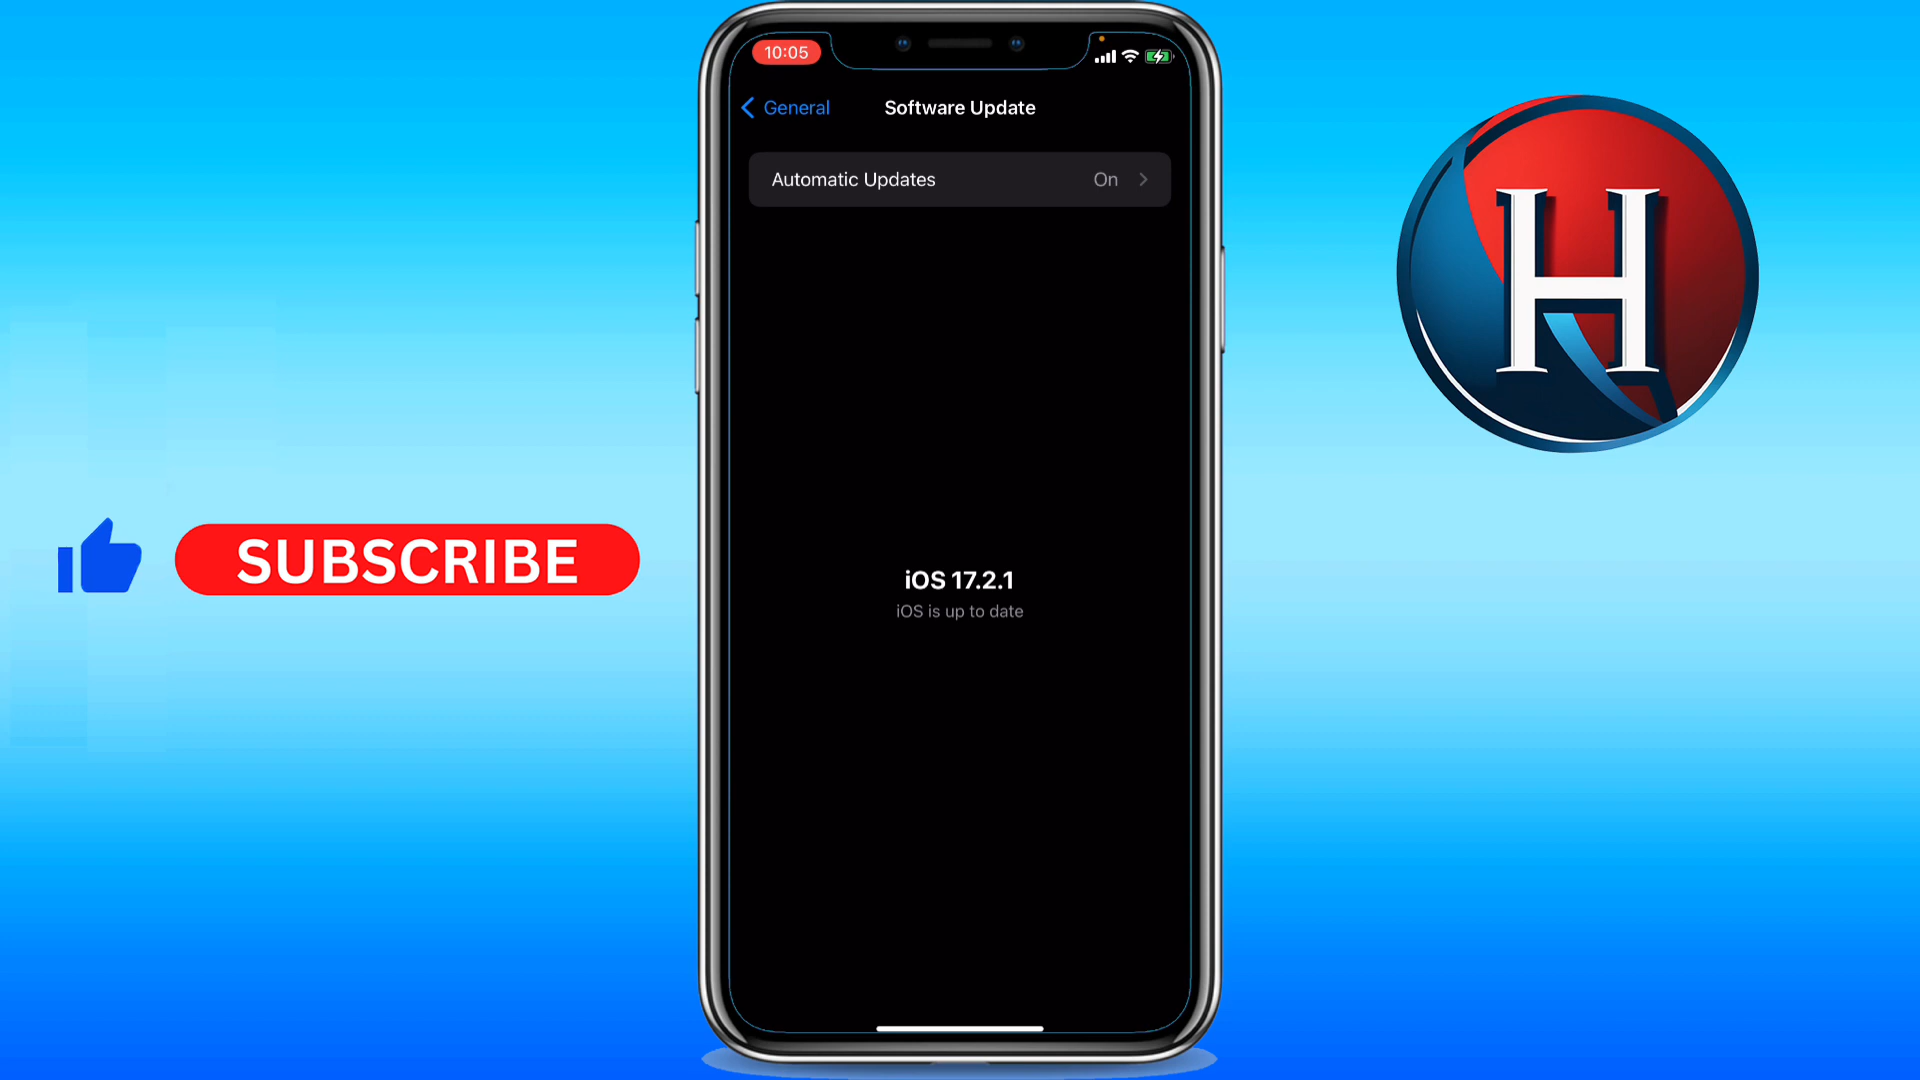 10:05
General
Software Update
Automatic Updates
On
iOS 17.2.1
iOS is up to date
SUBSCRIBE
H